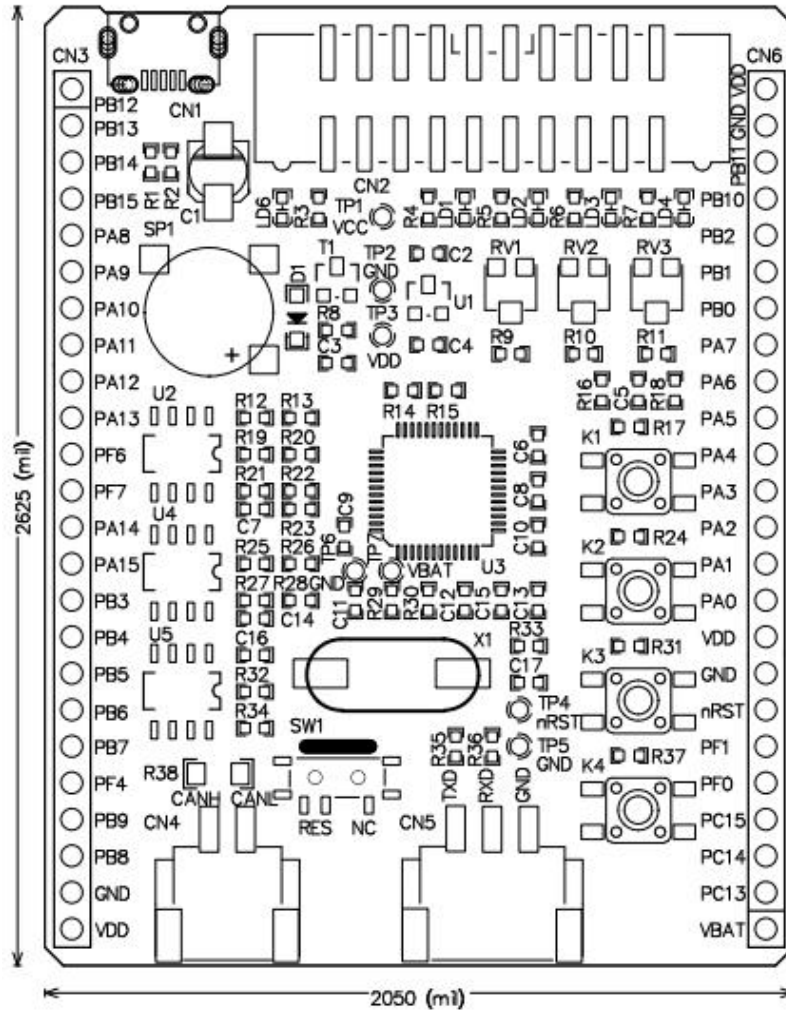 CN3
CN6
PB12
VDD
CN1
PB13
GND
PB14
PB11
R1
R2
CN2
PB15
C1
LD6
R3
TP1
VCC
R4
LD1
R5
LD2
R6
LD3
R7
LD4
PB10
SP1
PA8
PB2
T1
TP2
GND
C2
RV1
RV2
RV3
PA9
D1
PB1
U1
PA10
R8
TP3
PB0
PA11
C3
VDD
C4
R9
R10
R11
PA7
PA12
U2
R16
C5
R18
PA6
R12
R13
R14
R15
PA13
PA5
R17
R19
R20
K1
PF6
C6
PA4
R21
R22
PF7
C8
PA3
C7
R23
C9
U4
PA14
C10
R24
PA2
R25
R26
TP6
TP7
K2
PA15
GND
VBAT
U3
PA1
R27
R28
PB3
C14
C11
R29
R30
C12
C15
C13
PA0
U5
PB4
C16
X1
R33
R31
VDD
K3
PB5
R32
C17
GND
PB6
TP4
nRST
nRST
R34
SW1
PB7
R35
R36
TP5
GND
R37
PF1
R38
K4
PF4
CANH
CANL
TXD
RXD
GND
PF0
CN4
RES
NC
CN5
PB9
PC15
PB8
PC14
GND
PC13
VDD
VBAT
+
2625 (mil)
2050 (mil)